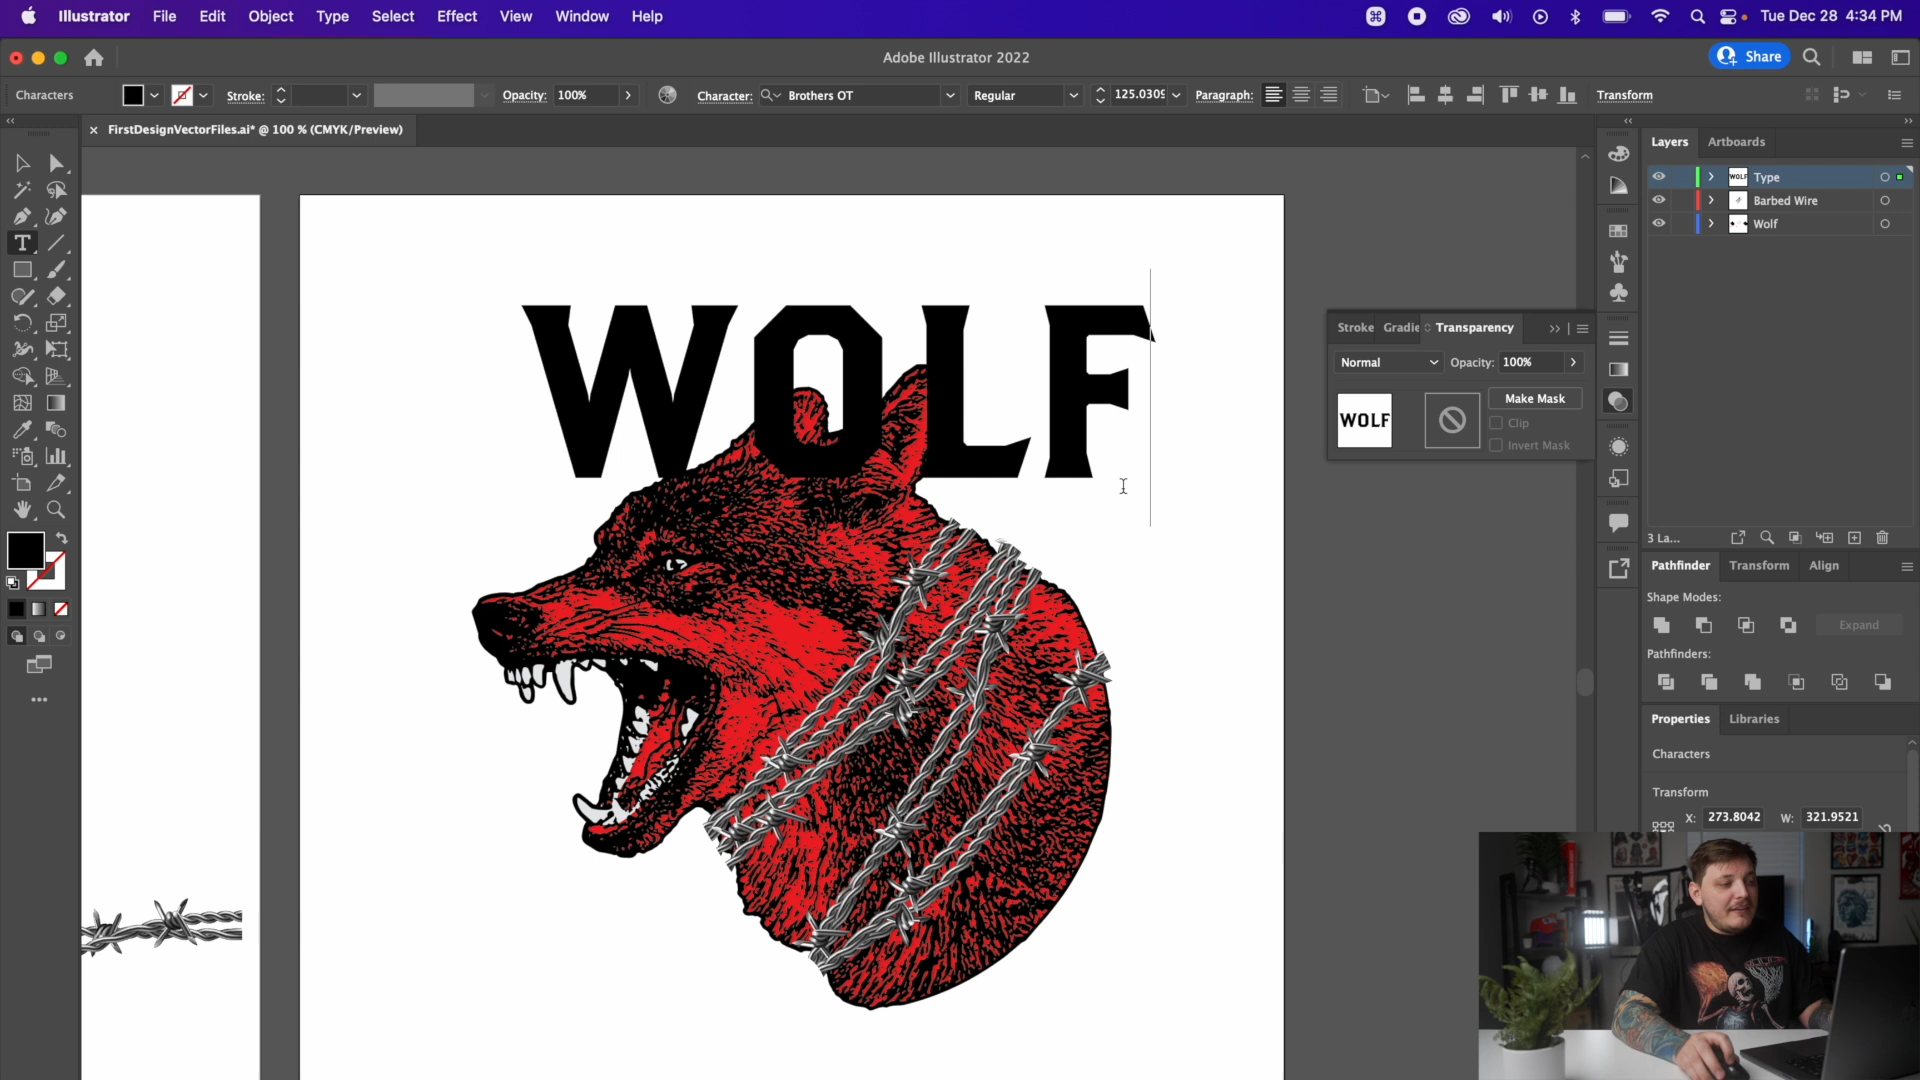 Illustrator File Edit Object Type Select Effect View Window Help Tue Dec 28 4:34 PM
Adobe Illustrator 2022 Share
Characters Stroke: Opacity: 100% Character: Brothers OT Regular 125.0309 Paragraph: Transform
× FirstDesignVectorFiles.ai* @ 100 % (CMYK/Preview)
Layers Artboards
WOLF Type
Barbed Wire
Wolf
WOLF
Stroke Gradie Transparency
Normal Opacity: 100%
WOLF
Make Mask
Clip
Invert Mask
3 La...
Pathfinder Transform Align
Shape Modes:
Expand
Pathfinders:
Properties Libraries
Characters
Transform
X: 273.8042 W: 321.9521